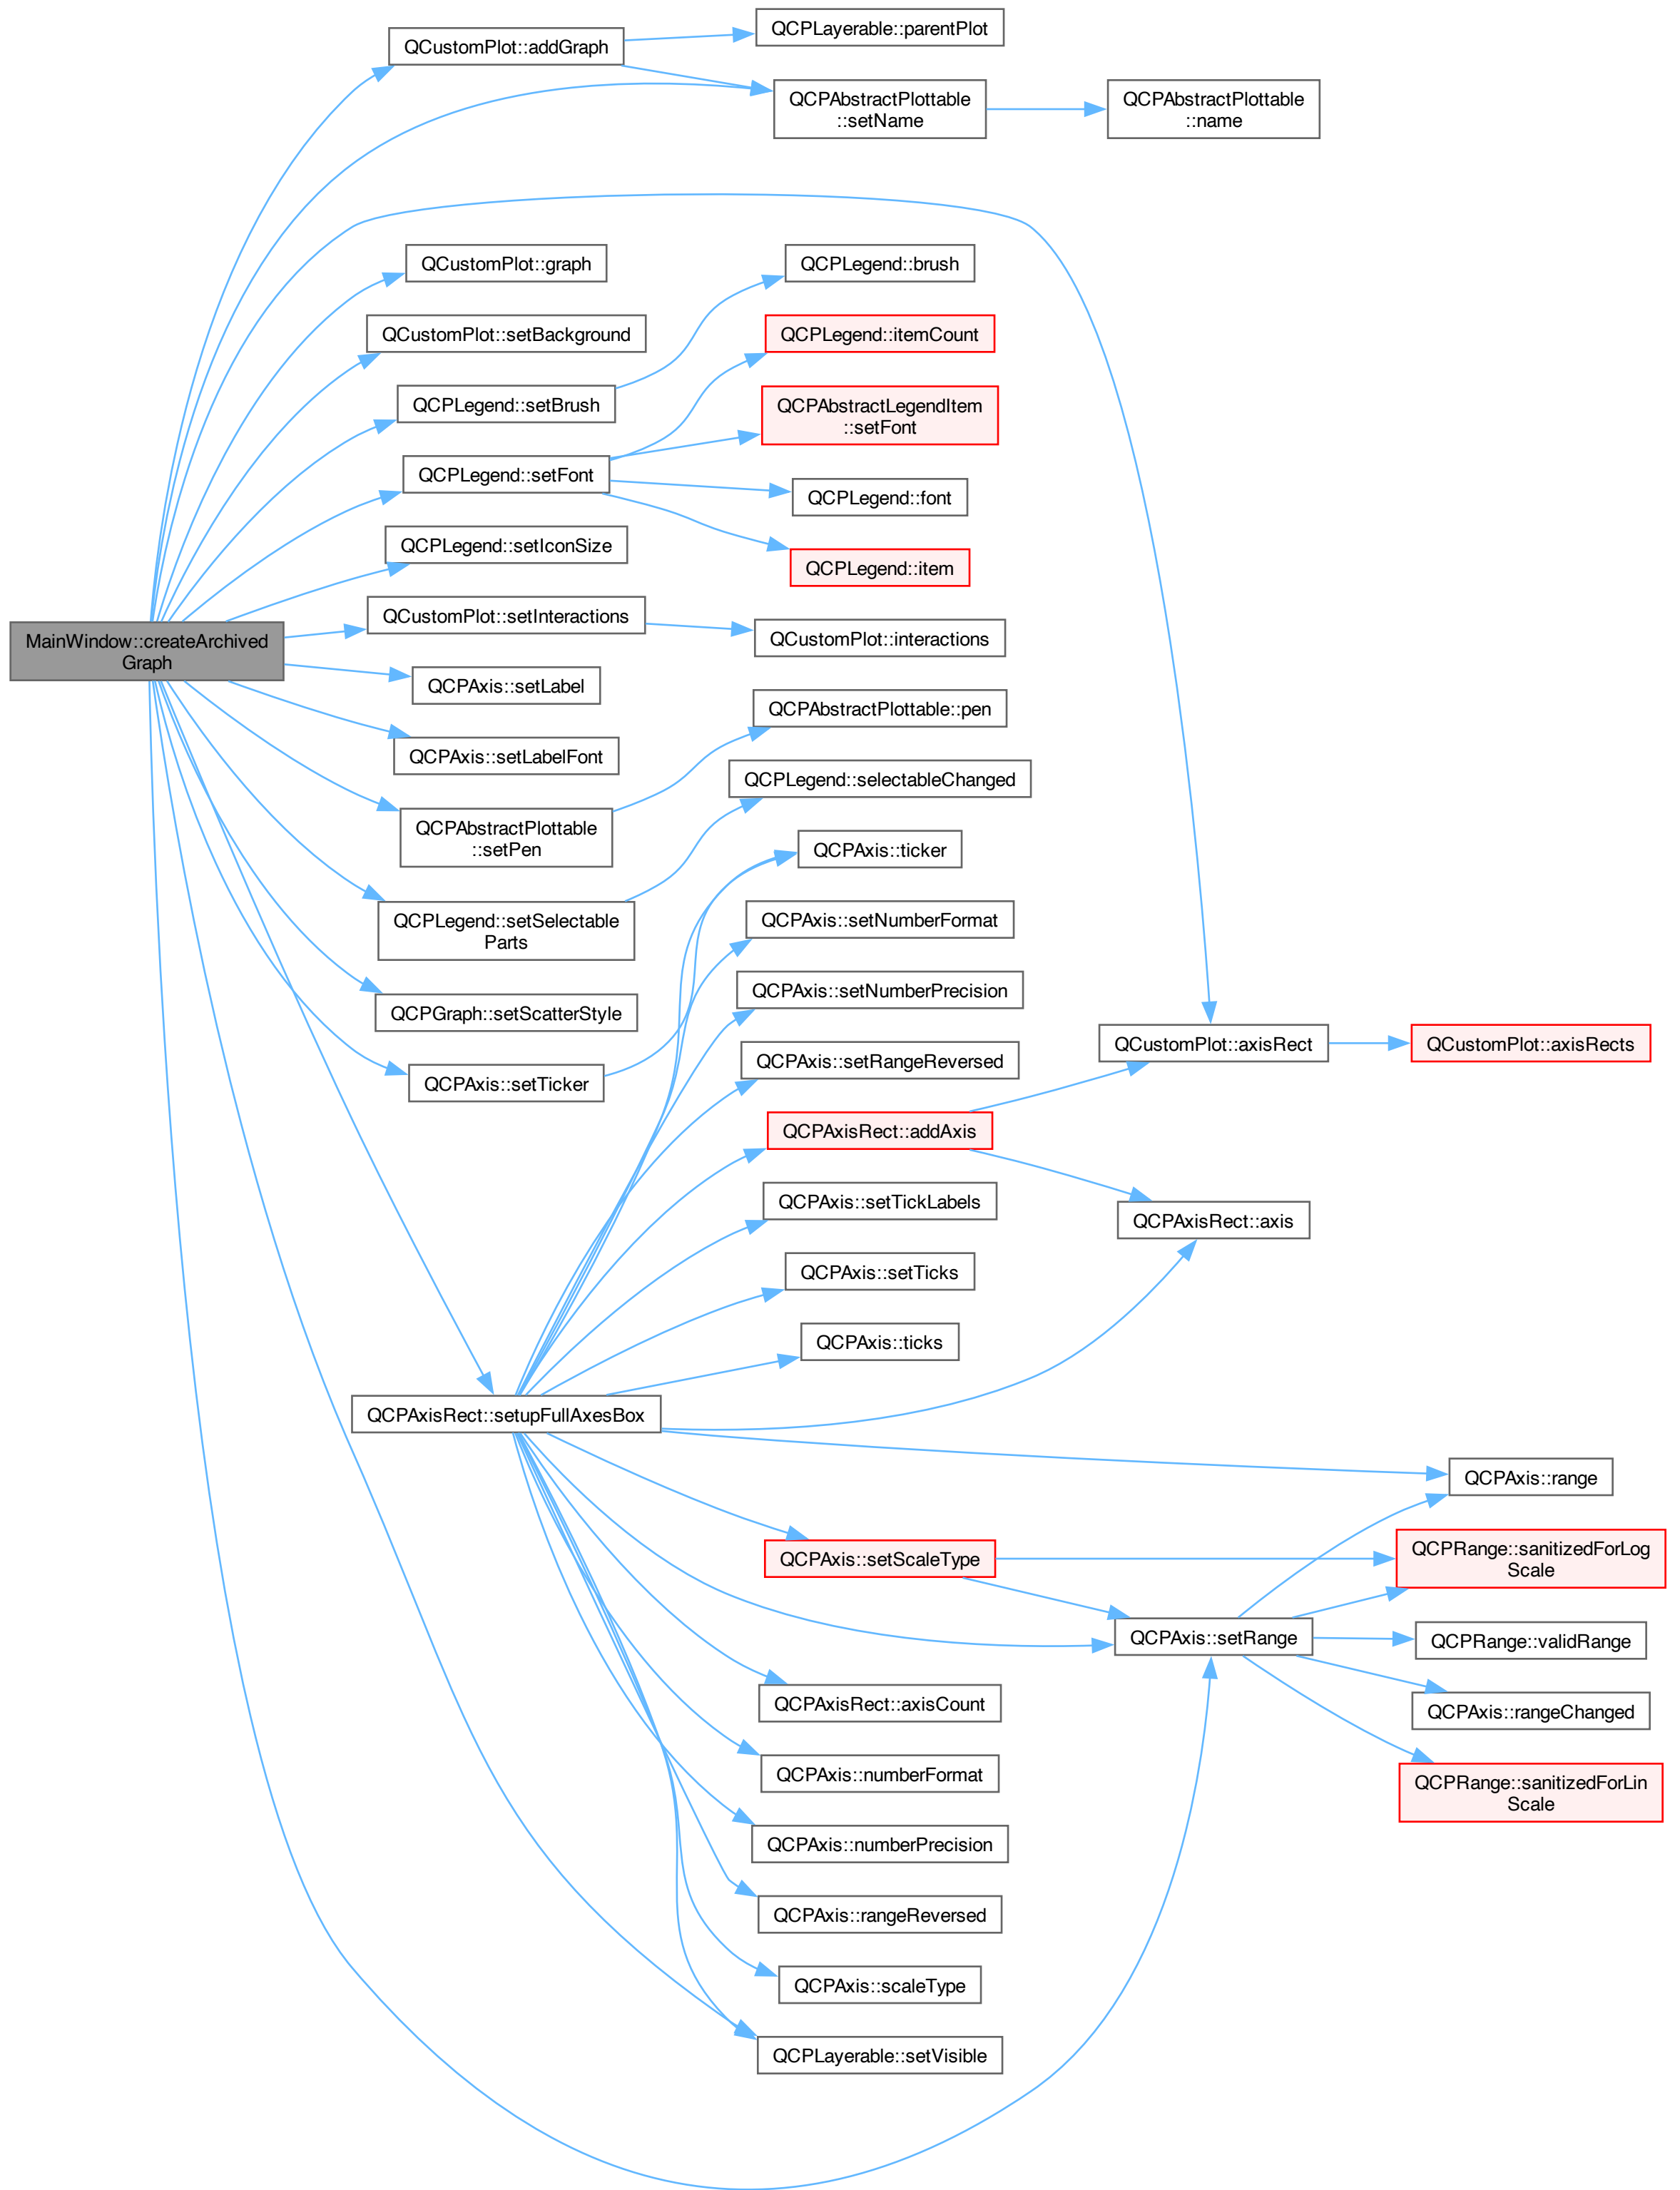 QCustomPlot::addGraph
QCPLayerable::parentPlot
QCPAbstractPlottable
::setName
QCPAbstractPlottable
::name
QCustomPlot::graph
QCPLegend::brush
QCustomPlot::setBackground
QCPLegend::itemCount
QCPLegend::setBrush
QCPAbstractLegendItem
::setFont
QCPLegend::setFont
QCPLegend::font
QCPLegend::setIconSize
QCPLegend::item
MainWindow::createArchived
Graph
QCustomPlot::setInteractions
QCustomPlot::interactions
QCPAxis::setLabel
QCPAbstractPlottable::pen
QCPAxis::setLabelFont
QCPLegend::selectableChanged
QCPAbstractPlottable
::setPen
QCPAxis::ticker
QCPLegend::setSelectable
Parts
QCPAxis::setNumberFormat
QCPAxis::setNumberPrecision
QCPGraph::setScatterStyle
QCPAxis::setRangeReversed
QCustomPlot::axisRect
QCustomPlot::axisRects
QCPAxis::setTicker
QCPAxisRect::addAxis
QCPAxis::setTickLabels
QCPAxisRect::axis
QCPAxis::setTicks
QCPAxis::ticks
QCPAxisRect::setupFullAxesBox
QCPAxis::range
QCPAxis::setScaleType
QCPRange::sanitizedForLog
Scale
QCPAxis::setRange
QCPRange::validRange
QCPAxisRect::axisCount
QCPAxis::rangeChanged
QCPAxis::numberFormat
QCPRange::sanitizedForLin
Scale
QCPAxis::numberPrecision
QCPAxis::rangeReversed
QCPAxis::scaleType
QCPLayerable::setVisible